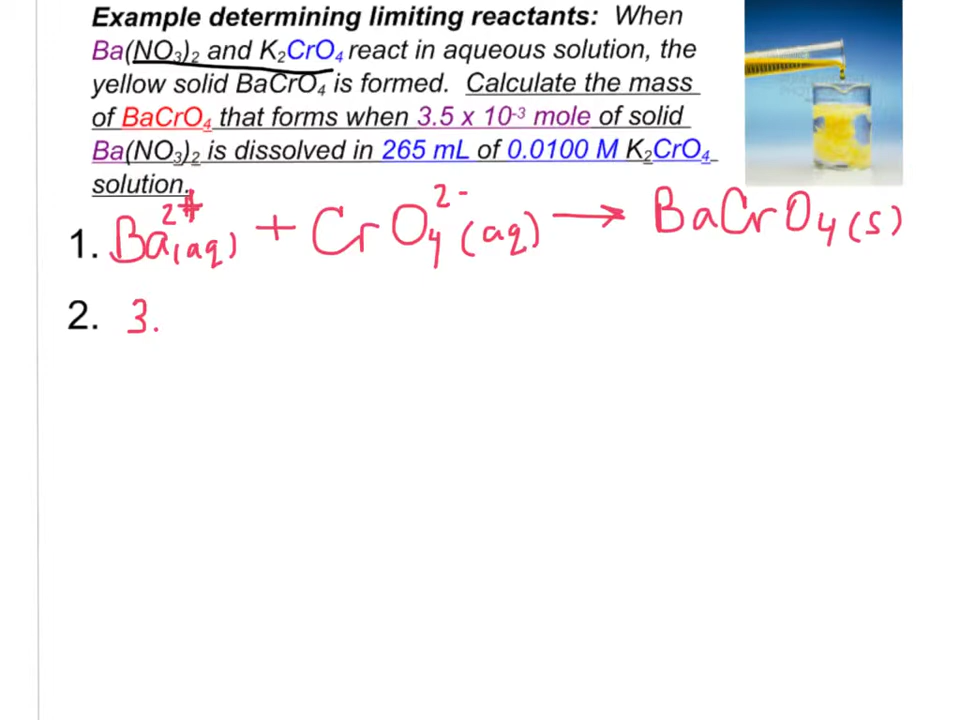 Example determining limiting reactants: When
Ba(NO₃)₂ and K₂CrO₄ react in aqueous solution, the
yellow solid BaCrO₄ is formed. Calculate the mass
of BaCrO₄ that forms when 3.5 x 10⁻³ mole of solid
Ba(NO₃)₂ is dissolved in 265 mL of 0.0100 M K₂CrO₄
solution.
1. Ba²⁺(aq) + CrO₄²⁻(aq) → BaCrO₄(s)
2. 3.